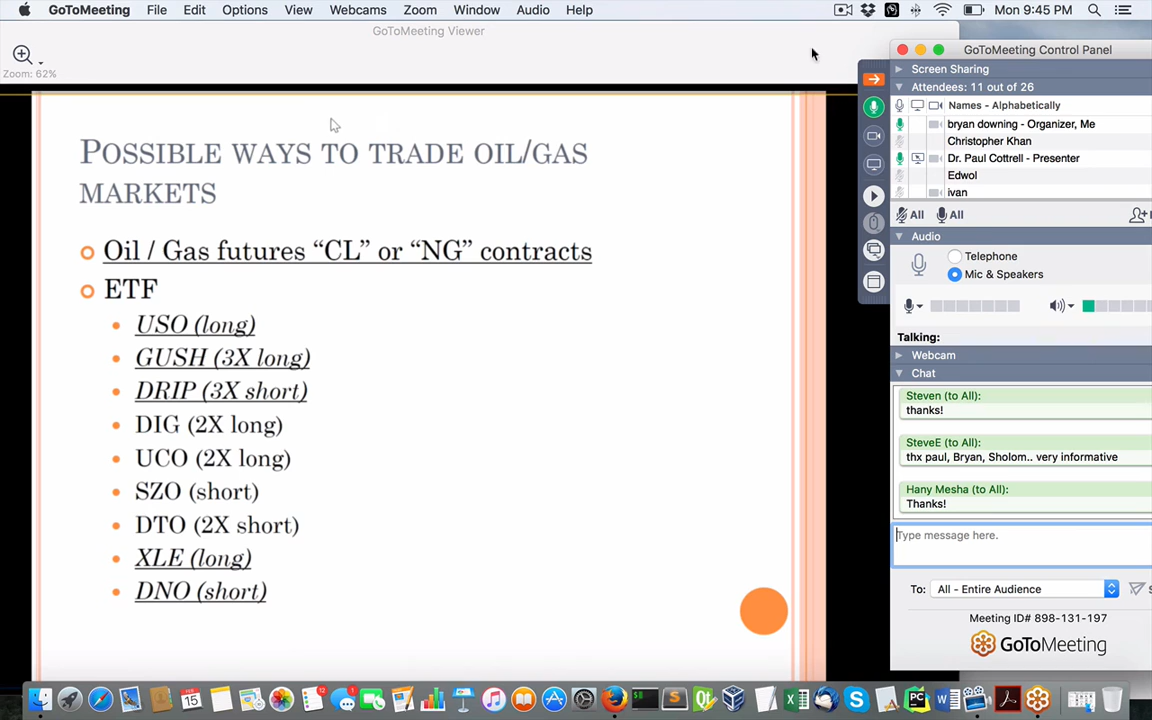 GoToMeeting File Edit Options View Webcams Zoom Window Audio Help Mon 9:45 PM
GoToMeeting Viewer
Zoom: 62%
POSSIBLE WAYS TO TRADE OIL/GAS
MARKETS
Oil / Gas futures “CL” or “NG” contracts
ETF
USO (long)
GUSH (3X long)
DRIP (3X short)
DIG (2X long)
UCO (2X long)
SZO (short)
DTO (2X short)
XLE (long)
DNO (short)
GoToMeeting Control Panel
Screen Sharing
Attendees: 11 out of 26
Names - Alphabetically
bryan downing - Organizer, Me
Christopher Khan
Dr. Paul Cottrell - Presenter
Edwol
ivan
All All
Audio
Telephone
Mic & Speakers
Talking:
Webcam
Chat
Steven (to All):
thanks!
SteveE (to All):
thx paul, Bryan, Sholom.. very informative
Hany Mesha (to All):
Thanks!
Type message here.
To: All - Entire Audience
Meeting ID# 898-131-197
GoToMeeting